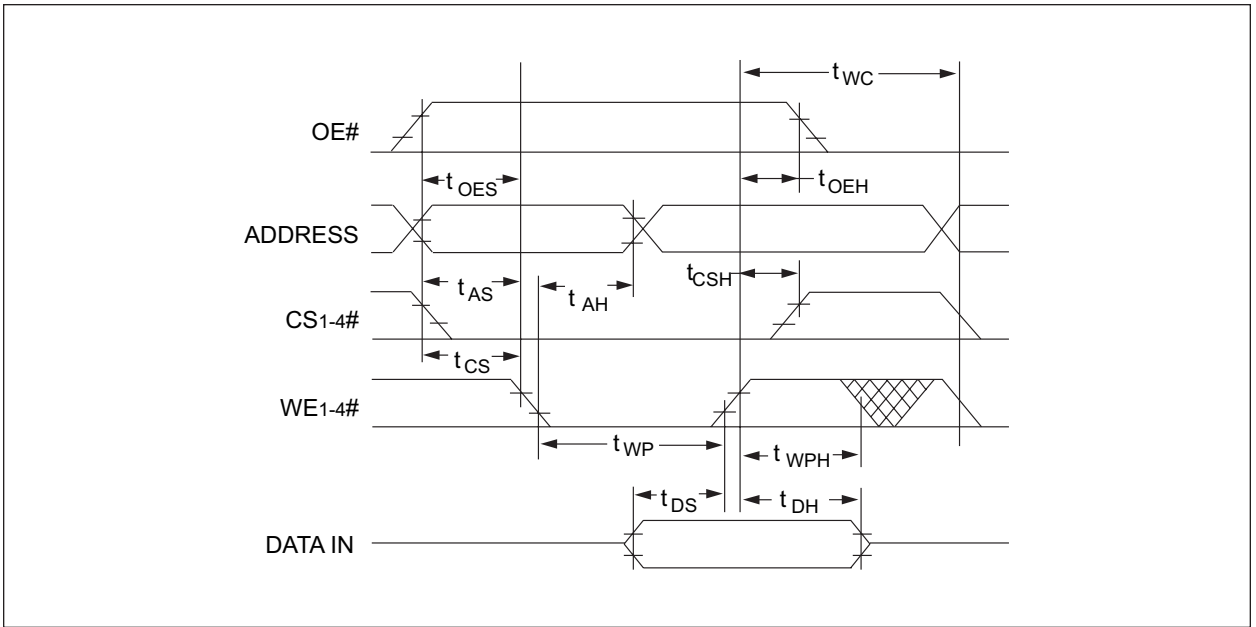 tWC
OE#
tOES
tOEH
ADDRESS
tCSH
tAS
tAH
CS1-4#
tCS
WE1-4#
tWP
tWPH
tDS
tDH
DATA IN